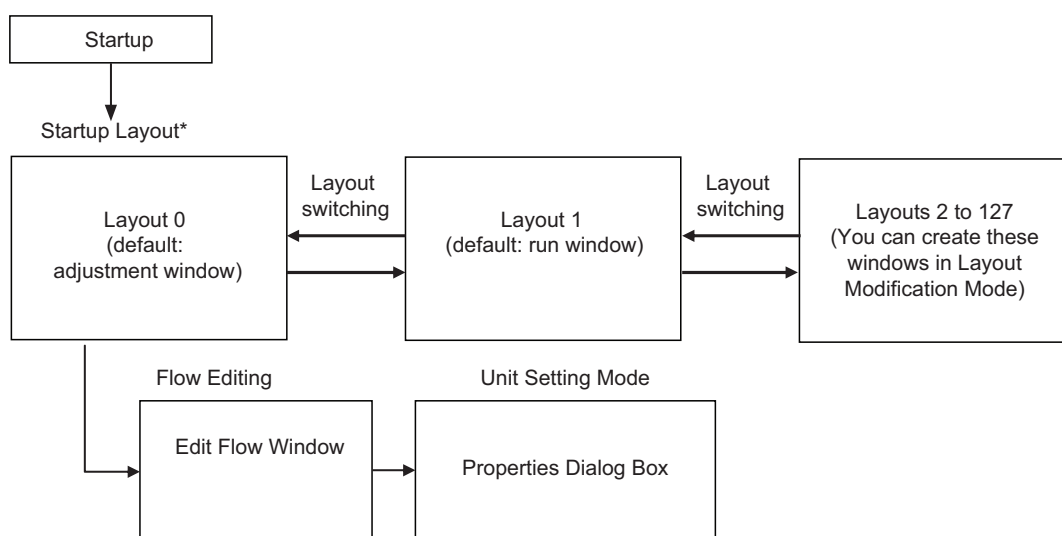 Startup
Startup Layout*
Layout 0
(default:
adjustment window)
Layout
switching
Layout 1
(default: run window)
Layout
switching
Layouts 2 to 127
(You can create these
windows in Layout
Modification Mode)
Flow Editing
Edit Flow Window
Unit Setting Mode
Properties Dialog Box